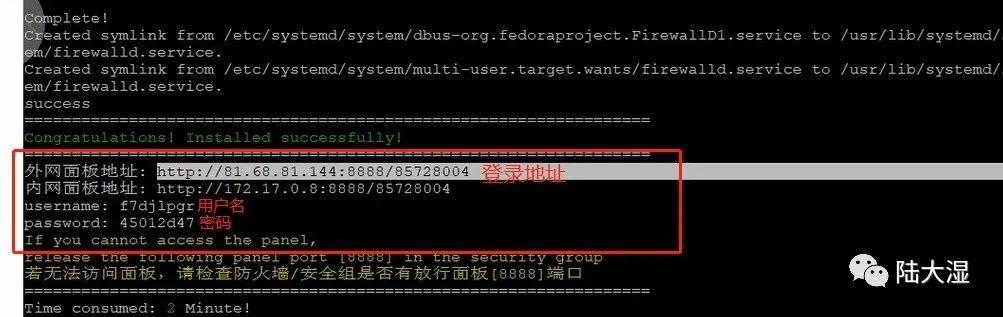 Complete!
Created symlink from /etc/systemd/system/dbus-org.fedoraproject.FirewallD1.service to /usr/lib/systemd/
em/firewalld.service.
Created symlink from /etc/systemd/system/multi-user.target.wants/firewalld.service to /usr/lib/systemd/
em/firewalld.service.
success
==================================================================
Congratulations! Installed successfully!
==================================================================
外网面板地址: http://81.68.81.144:8888/85728004 登录地址
内网面板地址: http://172.17.0.8:8888/85728004
username: f7djlpgr 用户名
password: 45012d47 密码
If you cannot access the panel,
release the following panel port [8888] in the security group
若无法访问面板，请检查防火墙/安全组是否有放行面板[8888]端口
==================================================================
Time consumed: 2 Minute!
陆大湿